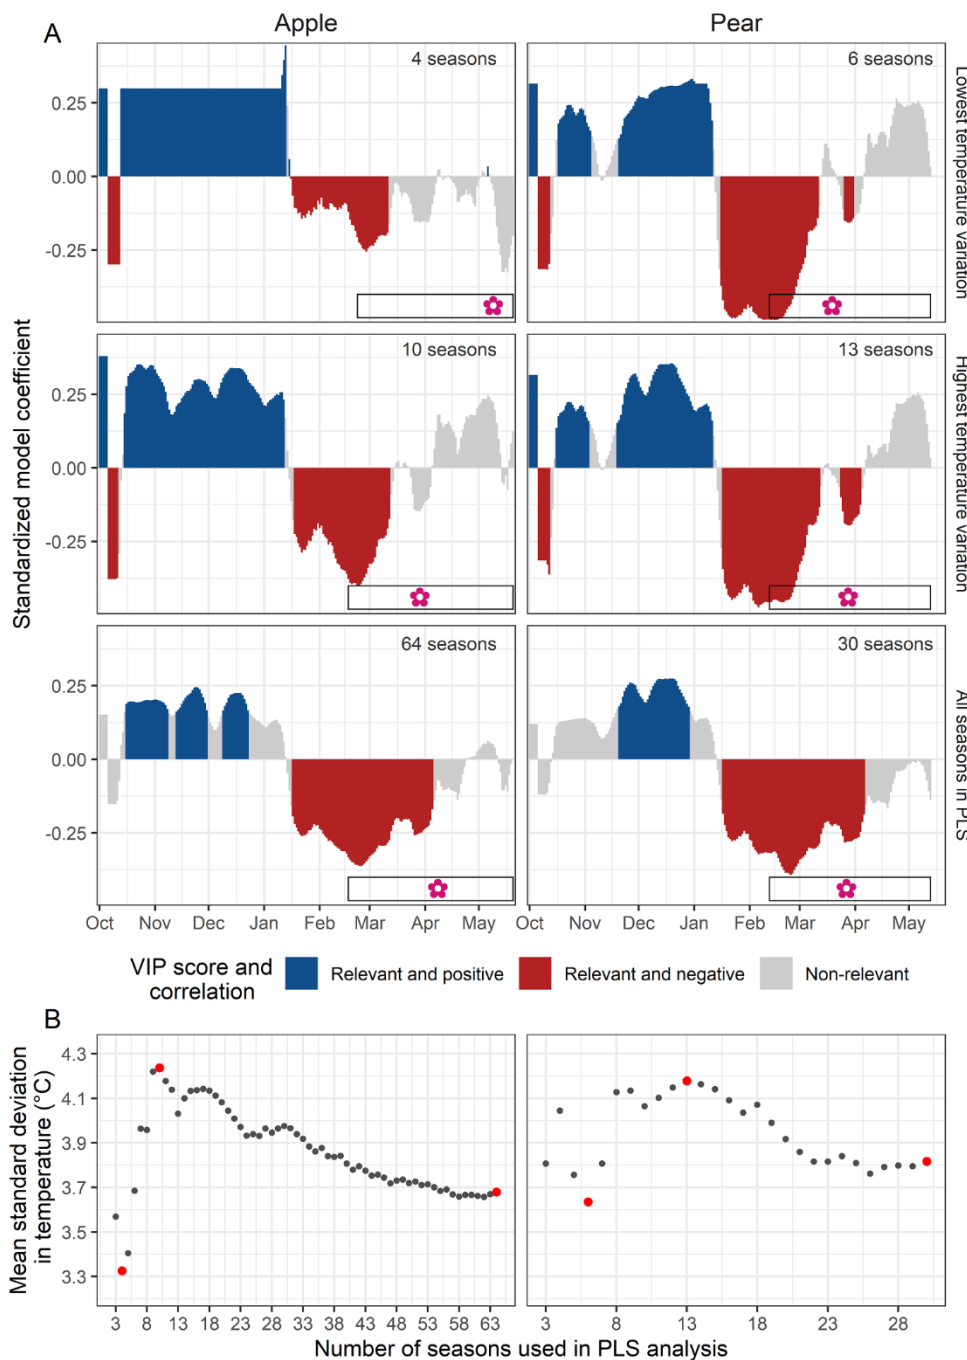 Apple
Pear
A
4 seasons
6 seasons
0.25
0.00
-0.25
Lowest temperature variation
10 seasons
13 seasons
0.25
0.00
-0.25
Highest temperature variation
Standardized model coefficient
64 seasons
30 seasons
0.25
0.00
-0.25
All seasons in PLS
Oct Nov Dec Jan Feb Mar Apr May
Oct Nov Dec Jan Feb Mar Apr May
VIP score and
correlation
Relevant and positive
Relevant and negative
Non-relevant
B
4.3
4.1
3.9
3.7
3.5
3.3
Mean standard deviation
in temperature (°C)
3 8 13 18 23 28 33 38 43 48 53 58 63
3 8 13 18 23 28
Number of seasons used in PLS analysis